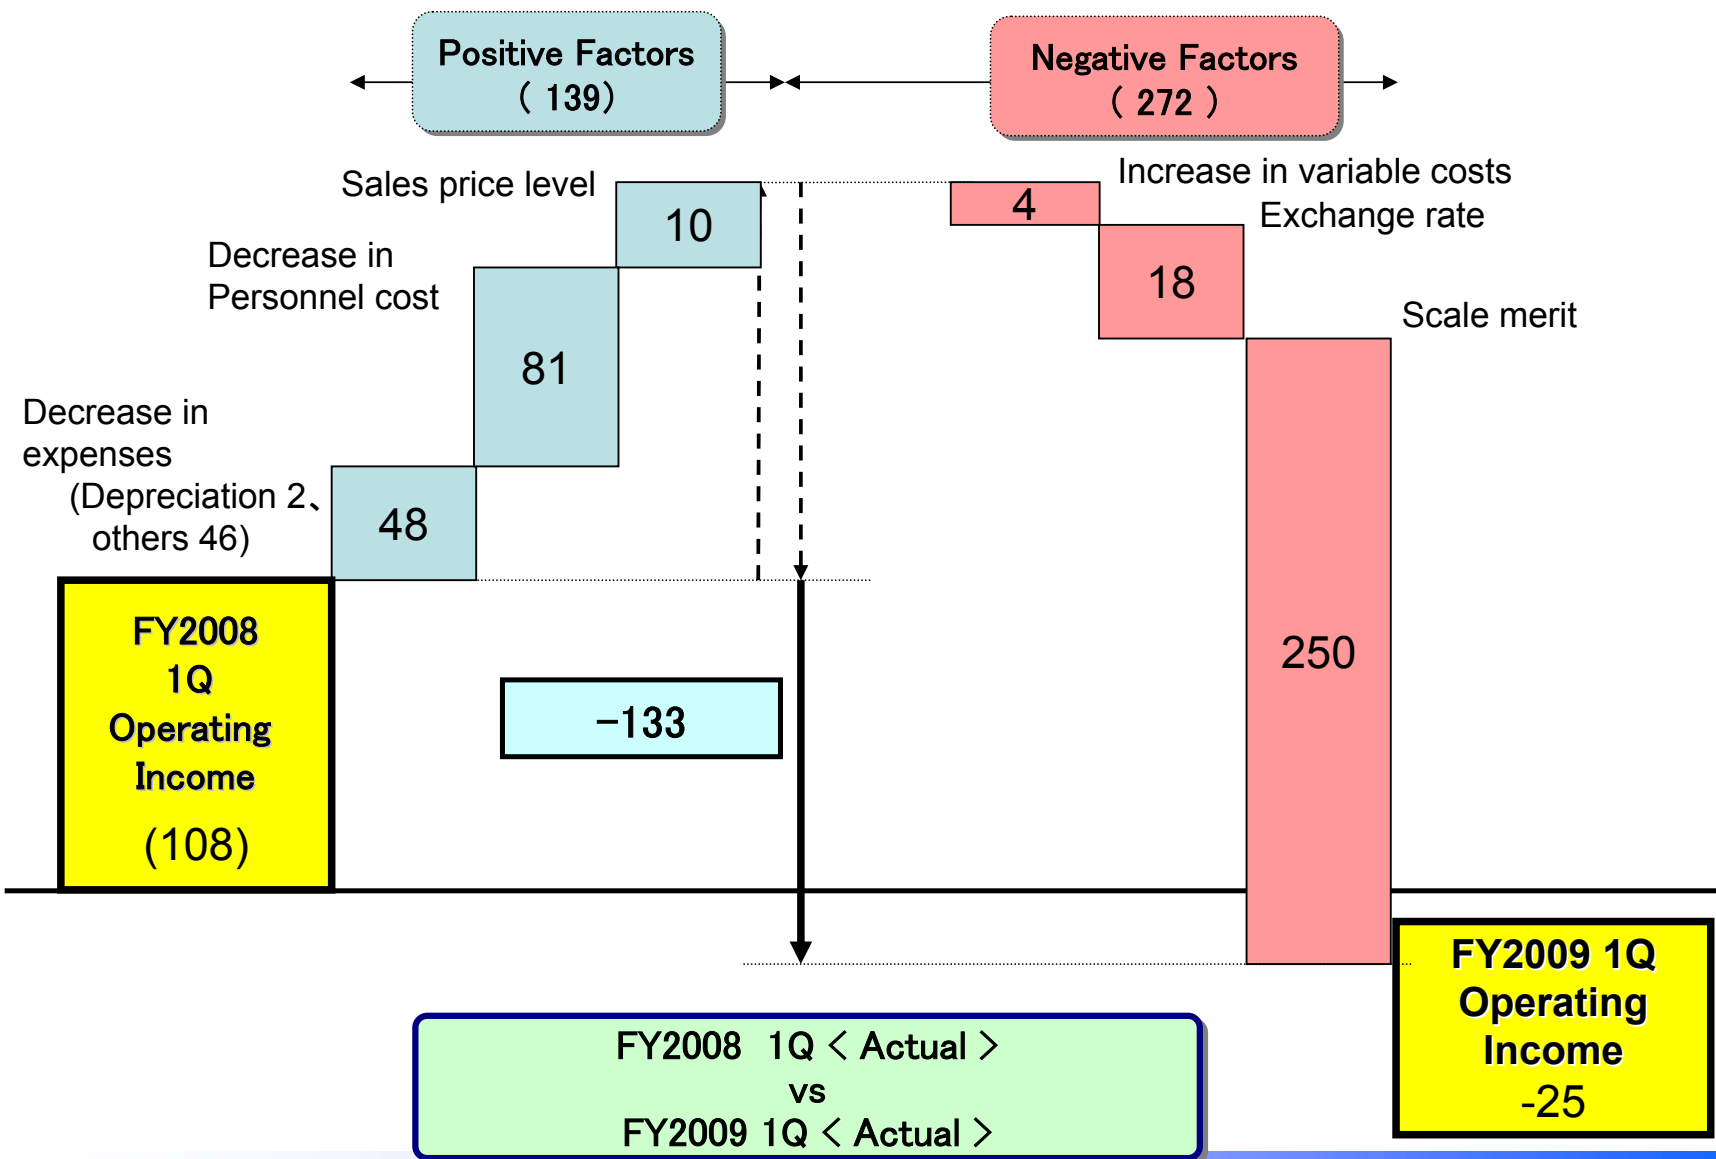 Positive Factors
( 139)
Negative Factors
( 272 )
Sales price level
10
4
Increase in variable costs
Exchange rate
Decrease in
Personnel cost
18
Scale merit
81
Decrease in
expenses
(Depreciation 2、
others 46)
48
FY2008
1Q
Operating
Income
(108)
250
−133
FY2009 1Q
Operating
Income
-25
FY2008 1Q < Actual >
vs
FY2009 1Q < Actual >